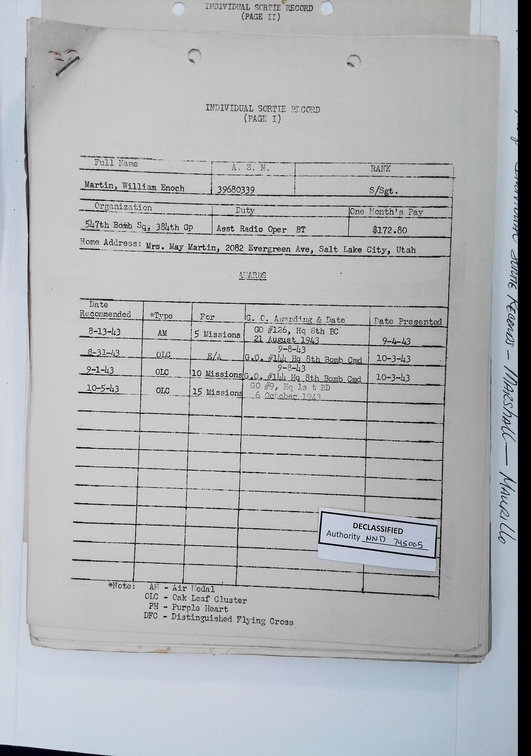 INDIVIDUAL SORTIE RECORD
(PAGE II)
INDIVIDUAL SORTIE RECORD
(PAGE I)
Full Name A. S. N. RANK
Martin, William Enoch 39680339 S/Sgt.
Organization Duty One Month's Pay
547th Bomb Sq, 384th Gp Asst Radio Oper BT $172.80
Home Address: Mrs. May Martin, 2082 Evergreen Ave, Salt Lake City, Utah
AWARDS
Date Recommended *Type For G. O. Awarding & Date Date Presented
8-13-43 AM 5 Missions GO #126, Hq 8th BC
21 August 1943 9-4-43
9-8-43
8-31-43 OLC E/A G.O. #144 Hq 8th Bomb Cmd 10-3-43
9-8-43
9-1-43 OLC 10 Missions G.O. #144 Hq 8th Bomb Cmd 10-3-43
10-5-43 OLC 15 Missions GO #9, Hq 1s t BD
6 October 1943
DECLASSIFIED
Authority NND 745005
*Note: AM - Air Medal
OLC - Oak Leaf Cluster
PH - Purple Heart
DFC - Distinguished Flying Cross
Individual Sortie Records - Marshall -